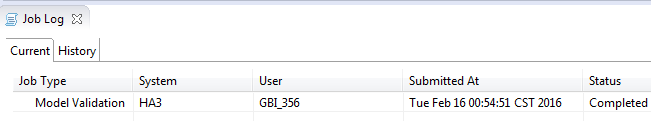 Job Log
Current History
Job Type System User Submitted At Status
Model Validation HA3 GBI_356 Tue Feb 16 00:54:51 CST 2016 Completed